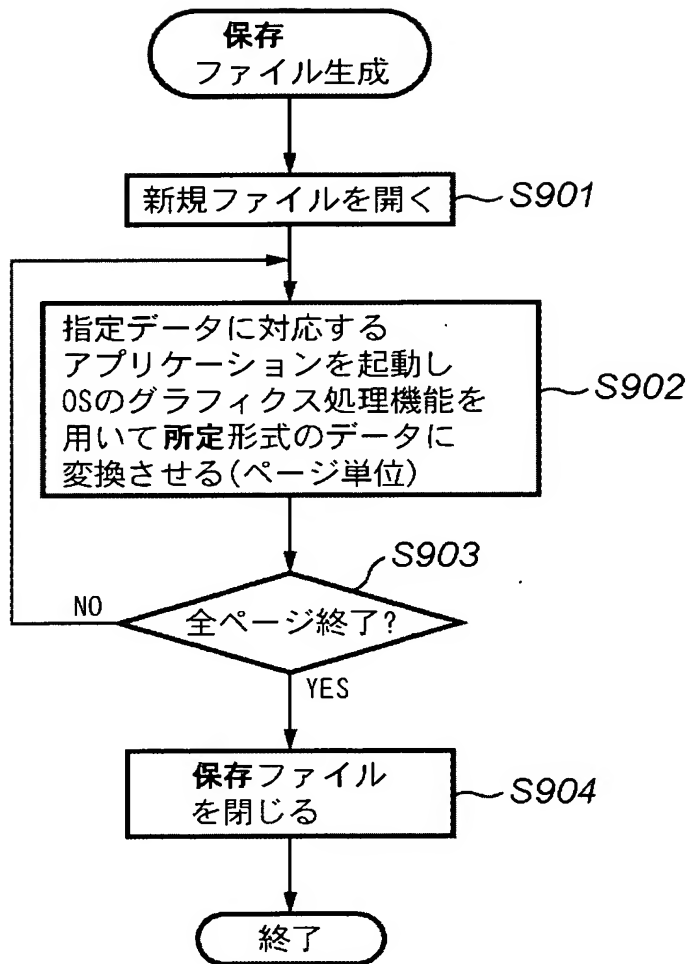 保存
ファイル生成
新規ファイルを開く
S901
指定データに対応する
アプリケーションを起動し
OSのグラフィクス処理機能を
用いて所定形式のデータに
変換させる(ページ単位)
S902
S903
全ページ終了?
NO
YES
保存ファイル
を閉じる
S904
終了